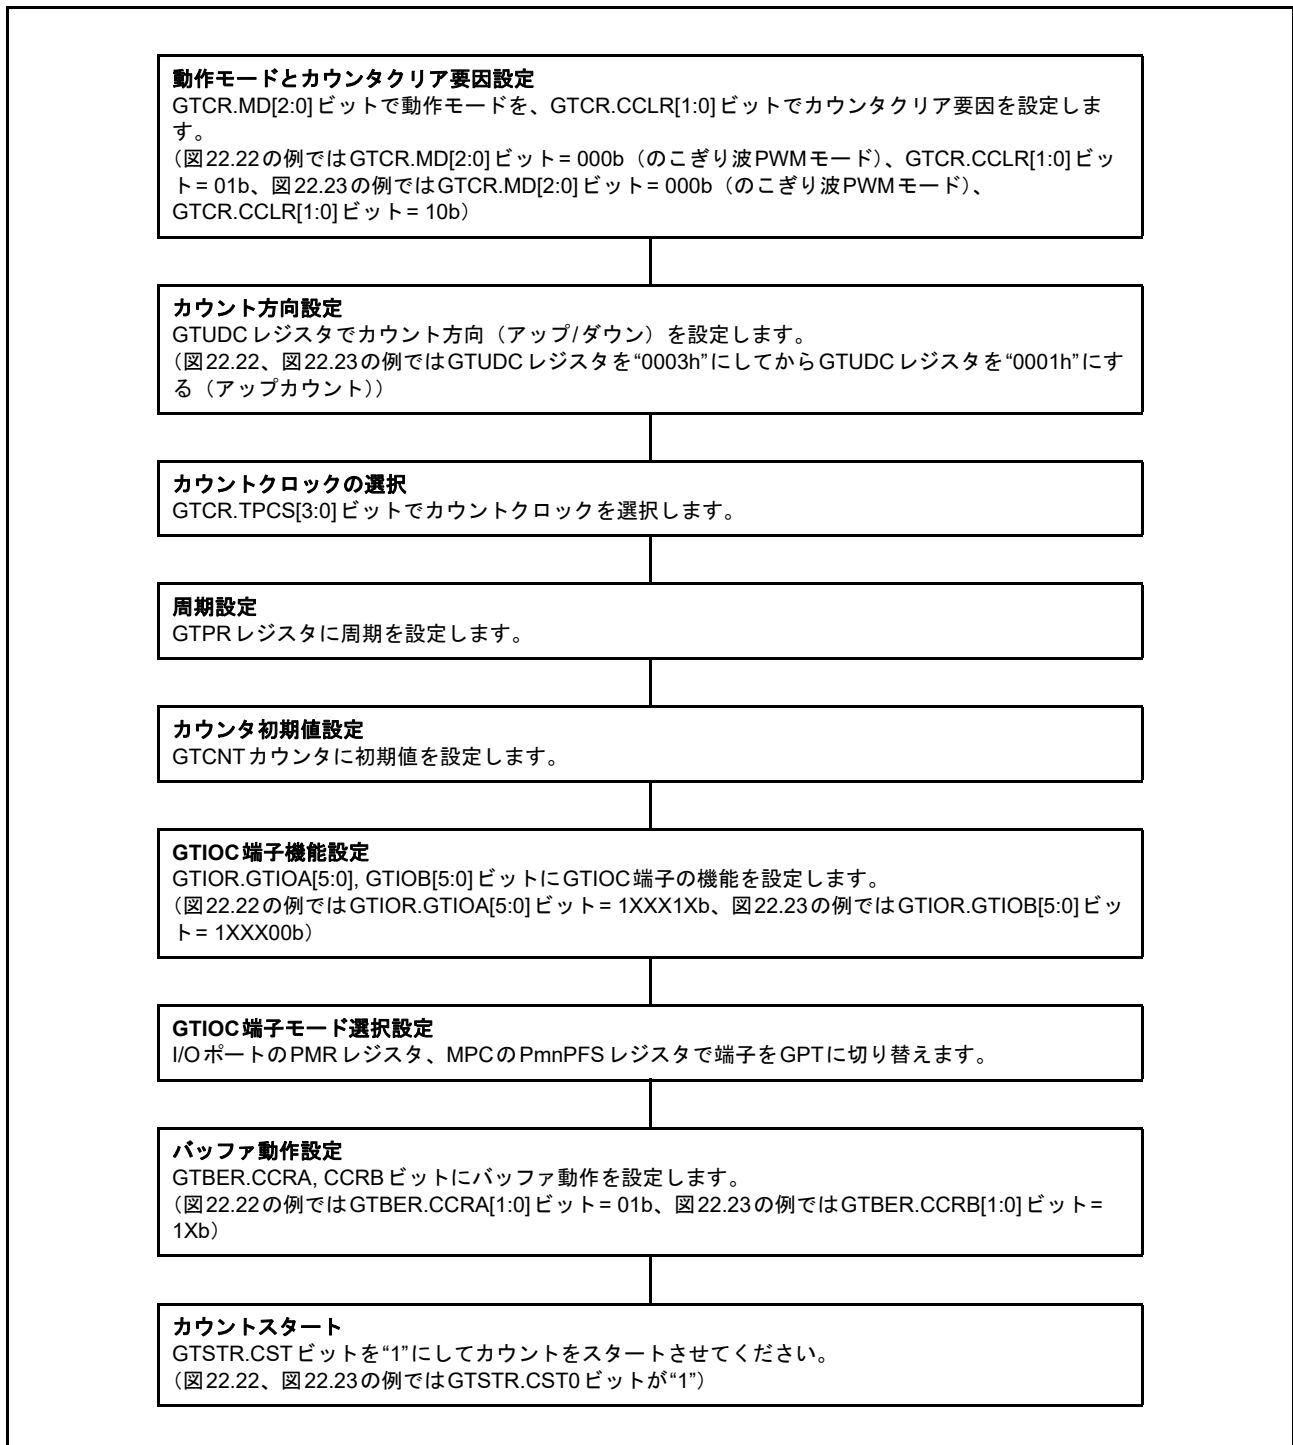 動作モードとカウンタクリア要因設定
GTCR.MD[2:0]ビットで動作モードを、GTCR.CCLR[1:0]ビットでカウンタクリア要因を設定しま
す。
（図22.22の例ではGTCR.MD[2:0]ビット= 000b（のこぎり波PWMモード）、GTCR.CCLR[1:0]ビッ
ト= 01b、図22.23の例ではGTCR.MD[2:0]ビット= 000b（のこぎり波PWMモード）、
GTCR.CCLR[1:0]ビット= 10b）
カウント方向設定
GTUDCレジスタでカウント方向（アップ/ダウン）を設定します。
（図22.22、図22.23の例ではGTUDCレジスタを“0003h”にしてからGTUDCレジスタを“0001h”にす
る（アップカウント））
カウントクロックの選択
GTCR.TPCS[3:0]ビットでカウントクロックを選択します。
周期設定
GTPRレジスタに周期を設定します。
カウンタ初期値設定
GTCNTカウンタに初期値を設定します。
GTIOC端子機能設定
GTIOR.GTIOA[5:0], GTIOB[5:0]ビットにGTIOC端子の機能を設定します。
（図22.22の例ではGTIOR.GTIOA[5:0]ビット= 1XXX1Xb、図22.23の例ではGTIOR.GTIOB[5:0]ビッ
ト= 1XXX00b）
GTIOC端子モード選択設定
I/OポートのPMRレジスタ、MPCのPmnPFSレジスタで端子をGPTに切り替えます。
バッファ動作設定
GTBER.CCRA, CCRBビットにバッファ動作を設定します。
（図22.22の例ではGTBER.CCRA[1:0]ビット= 01b、図22.23の例ではGTBER.CCRB[1:0]ビット=
1Xb）
カウントスタート
GTSTR.CSTビットを“1”にしてカウントをスタートさせてください。
（図22.22、図22.23の例ではGTSTR.CST0ビットが“1”）